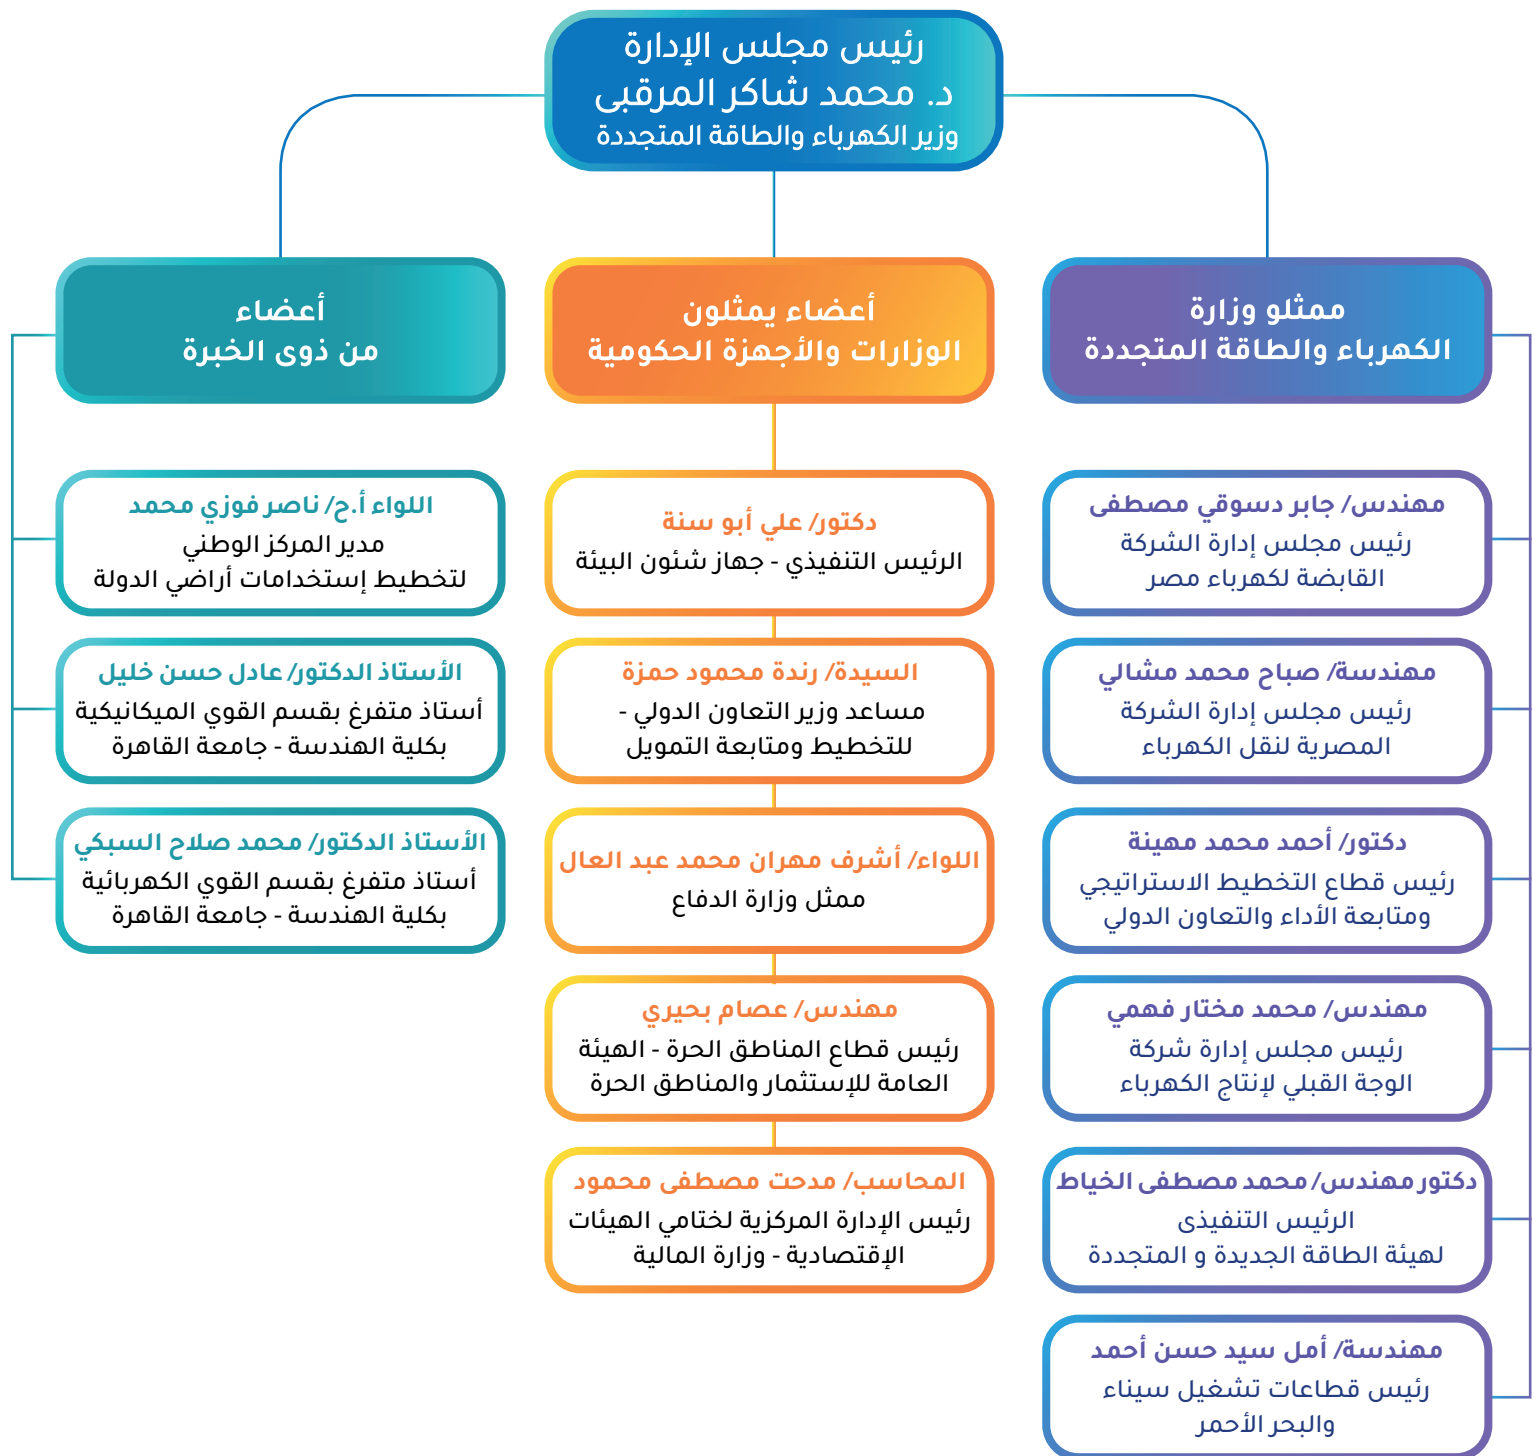 رئيس مجلس الإدارة
د. محمد شاكر المرقبى
وزير الكهرباء والطاقة المتجددة
ممثلو وزارة
الكهرباء والطاقة المتجددة
مهندس/ جابر دسوقي مصطفى
رئيس مجلس إدارة الشركة
القابضة لكهرباء مصر
مهندسة/ صباح محمد مشالي
رئيس مجلس إدارة الشركة
المصرية لنقل الكهرباء
دكتور/ أحمد محمد مهينة
رئيس قطاع التخطيط الاستراتيجي
ومتابعة الأداء والتعاون الدولي
مهندس/ محمد مختار فهمي
رئيس مجلس إدارة شركة
الوجة القبلي لإنتاج الكهرباء
دكتور مهندس/ محمد مصطفى الخياط
الرئيس التنفيذى
لهيئة الطاقة الجديدة و المتجددة
مهندسة/ أمل سيد حسن أحمد
رئيس قطاعات تشغيل سيناء
والبحر الأحمر
أعضاء يمثلون
الوزارات والأجهزة الحكومية
دكتور/ علي أبو سنة
الرئيس التنفيذي - جهاز شئون البيئة
السيدة/ رندة محمود حمزة
مساعد وزير التعاون الدولي -
للتخطيط ومتابعة التمويل
اللواء/ أشرف مهران محمد عبد العال
ممثل وزارة الدفاع
مهندس/ عصام بحيري
رئيس قطاع المناطق الحرة - الهيئة
العامة للإستثمار والمناطق الحرة
المحاسب/ مدحت مصطفى محمود
رئيس الإدارة المركزية لختامي الهيئات
الإقتصادية - وزارة المالية
أعضاء
من ذوى الخبرة
اللواء أ.ح/ ناصر فوزي محمد
مدير المركز الوطني
لتخطيط إستخدامات أراضي الدولة
الأستاذ الدكتور/ عادل حسن خليل
أستاذ متفرغ بقسم القوي الميكانيكية
بكلية الهندسة - جامعة القاهرة
الأستاذ الدكتور/ محمد صلاح السبكي
أستاذ متفرغ بقسم القوي الكهربائية
بكلية الهندسة - جامعة القاهرة